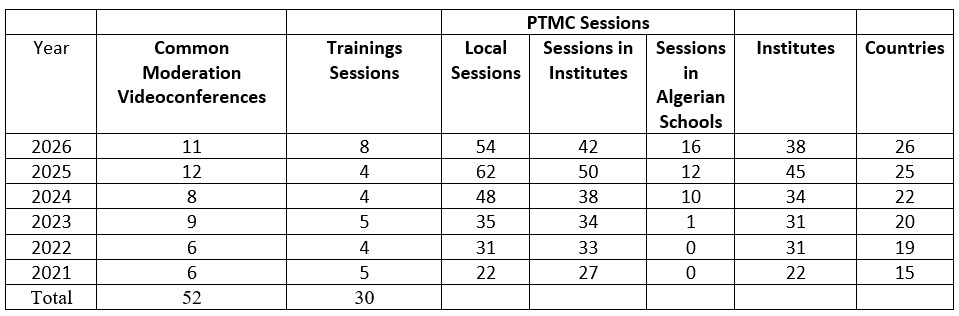 PTMC Sessions
Year Common Moderation Videoconferences Trainings Sessions Local Sessions Sessions in Institutes Sessions in Algerian Schools Institutes Countries
2026 11 8 54 42 16 38 26
2025 12 4 62 50 12 45 25
2024 8 4 48 38 10 34 22
2023 9 5 35 34 1 31 20
2022 6 4 31 33 0 31 19
2021 6 5 22 27 0 22 15
Total 52 30